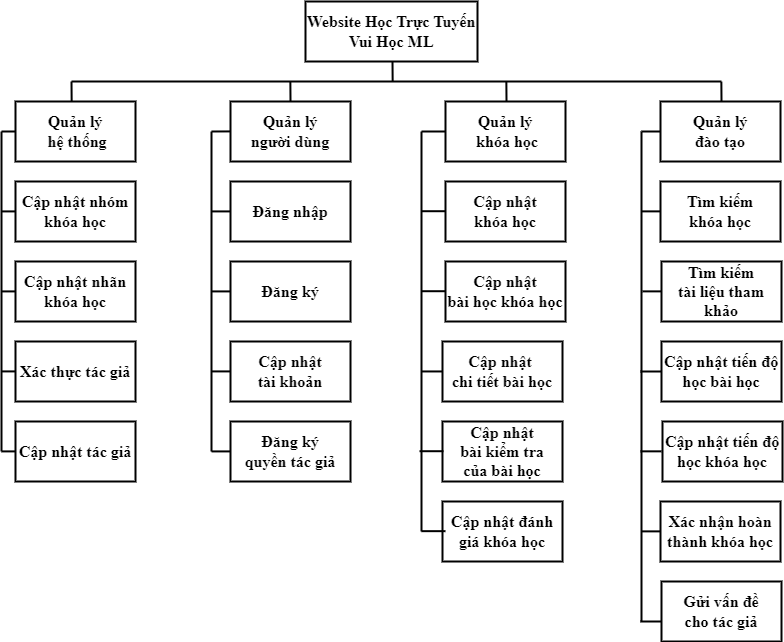 Website Học Trực Tuyến
Vui Học ML
Quản lý
hệ thống
Cập nhật nhóm
khóa học
Cập nhật nhãn
khóa học
Xác thực tác giả
Cập nhật tác giả
Quản lý
người dùng
Đăng nhập
Đăng ký
Cập nhật
tài khoản
Đăng ký
quyền tác giả
Quản lý
khóa học
Cập nhật
khóa học
Cập nhật
bài học khóa học
Cập nhật
chi tiết bài học
Cập nhật
bài kiểm tra
của bài học
Cập nhật đánh
giá khóa học
Quản lý
đào tạo
Tìm kiếm
khóa học
Tìm kiếm
tài liệu tham
khảo
Cập nhật tiến độ
học bài học
Cập nhật tiến độ
học khóa học
Xác nhận hoàn
thành khóa học
Gửi vấn đề
cho tác giả